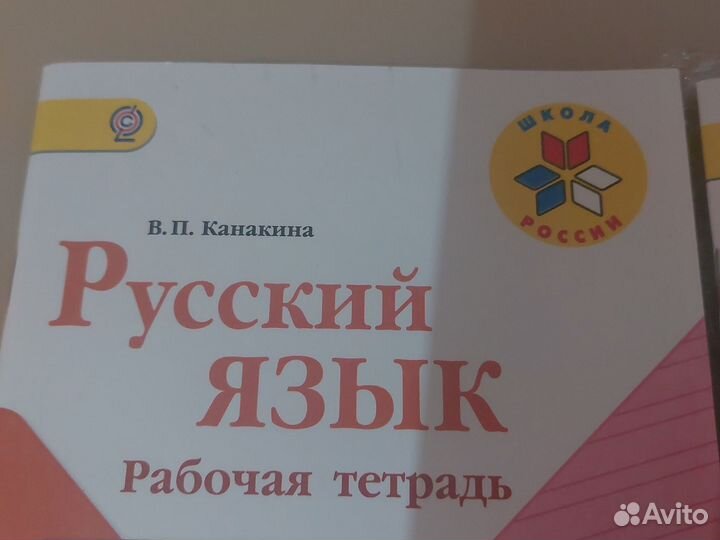 ШКОЛА
РОССИИ
В. П. Канакина
Русский
язык
Рабочая тетрадь
Avito